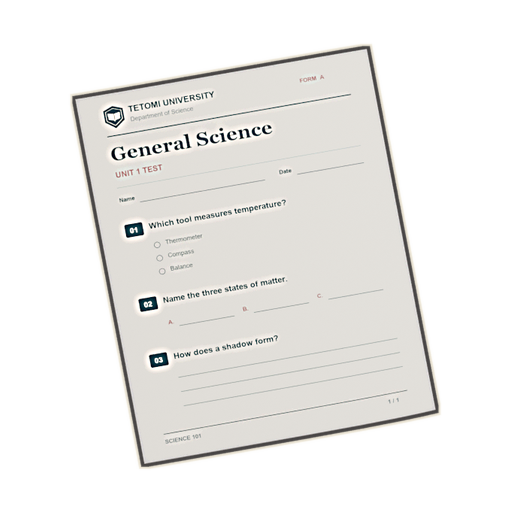 TETOMI UNIVERSITY
Department of Science
FORM A
General Science
UNIT 1 TEST
Name
Date
01 Which tool measures temperature?
Thermometer
Compass
Balance
02 Name the three states of matter.
A. B. C.
03 How does a shadow form?
SCIENCE 101
1 / 1